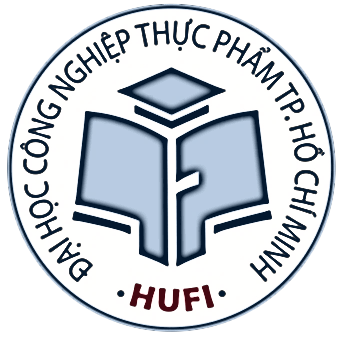 ĐẠI HỌC CÔNG NGHIỆP THỰC PHẨM TP. HỒ CHÍ MINH
· HUFI ·